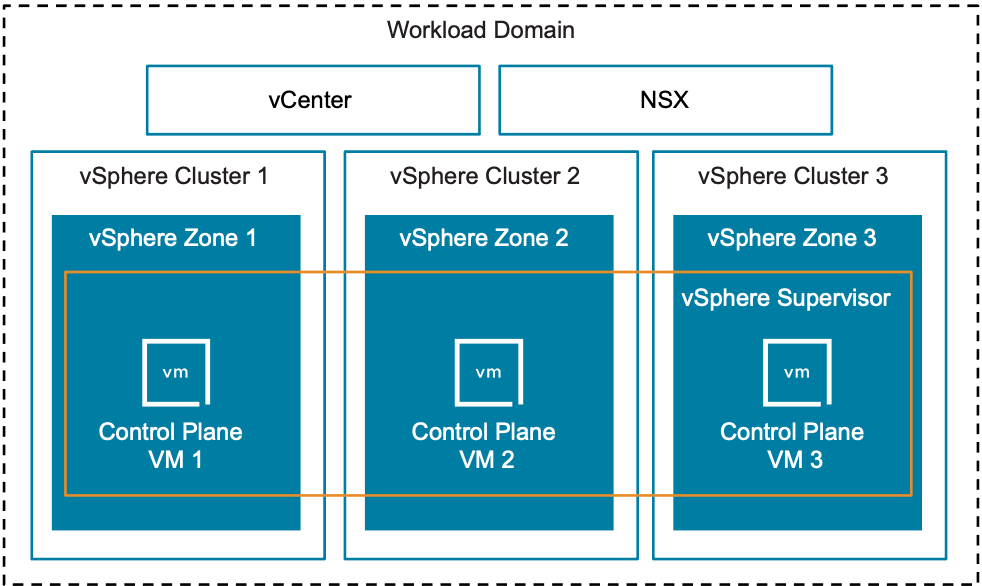 Workload Domain
vCenter
NSX
vSphere Cluster 1
vSphere Cluster 2
vSphere Cluster 3
vSphere Zone 1
vSphere Zone 2
vSphere Zone 3
vSphere Supervisor
vm
vm
vm
Control Plane
VM 1
Control Plane
VM 2
Control Plane
VM 3